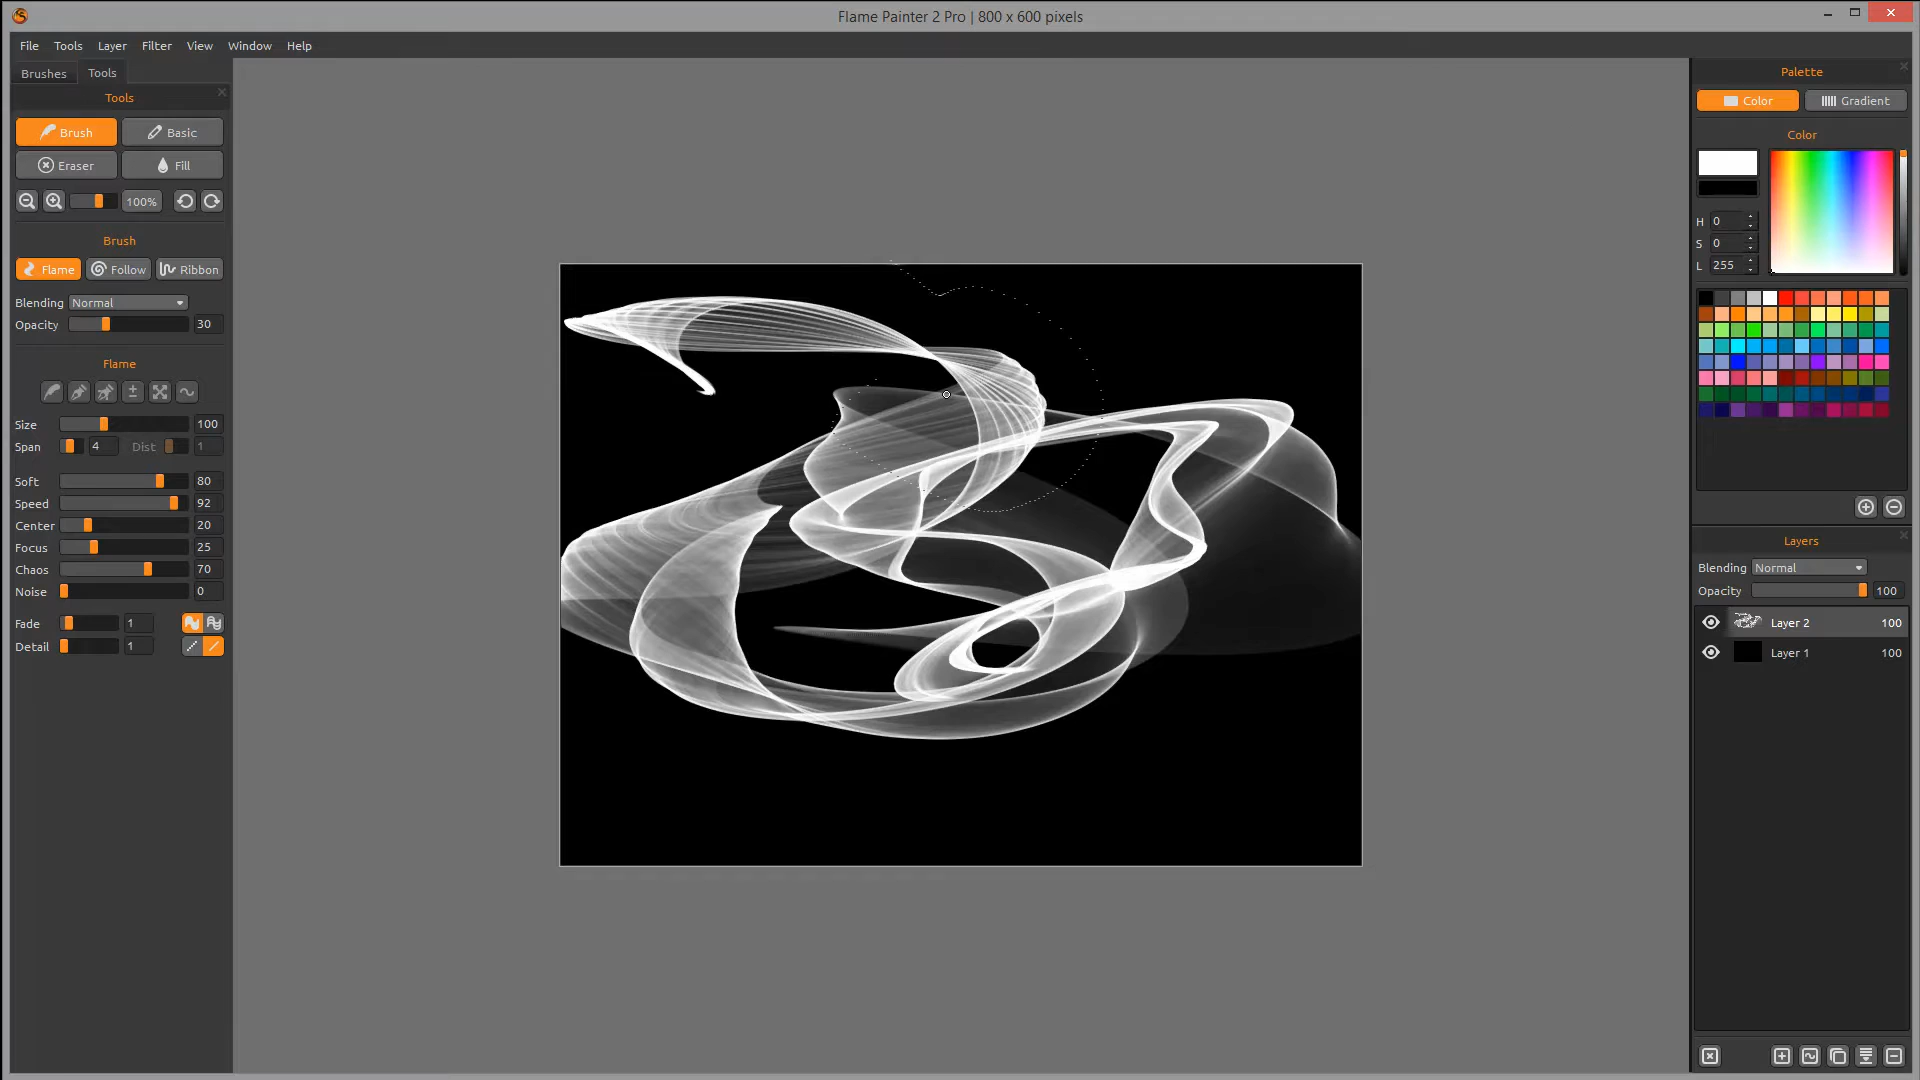 Flame Painter 2 Pro | 800 x 600 pixels
File Tools Layer Filter View Window Help
Brushes Tools
Tools
Brush Basic
Eraser Fill
100%
Brush
Flame Follow Ribbon
Blending Normal
Opacity 30
Flame
Size 100
Span 4 Dist 1
Soft 80
Speed 92
Center 20
Focus 25
Chaos 70
Noise 0
Fade 1
Detail 1
Palette
Color Gradient
Color
H 0
S 0
L 255
Layers
Blending Normal
Opacity 100
Layer 2 100
Layer 1 100